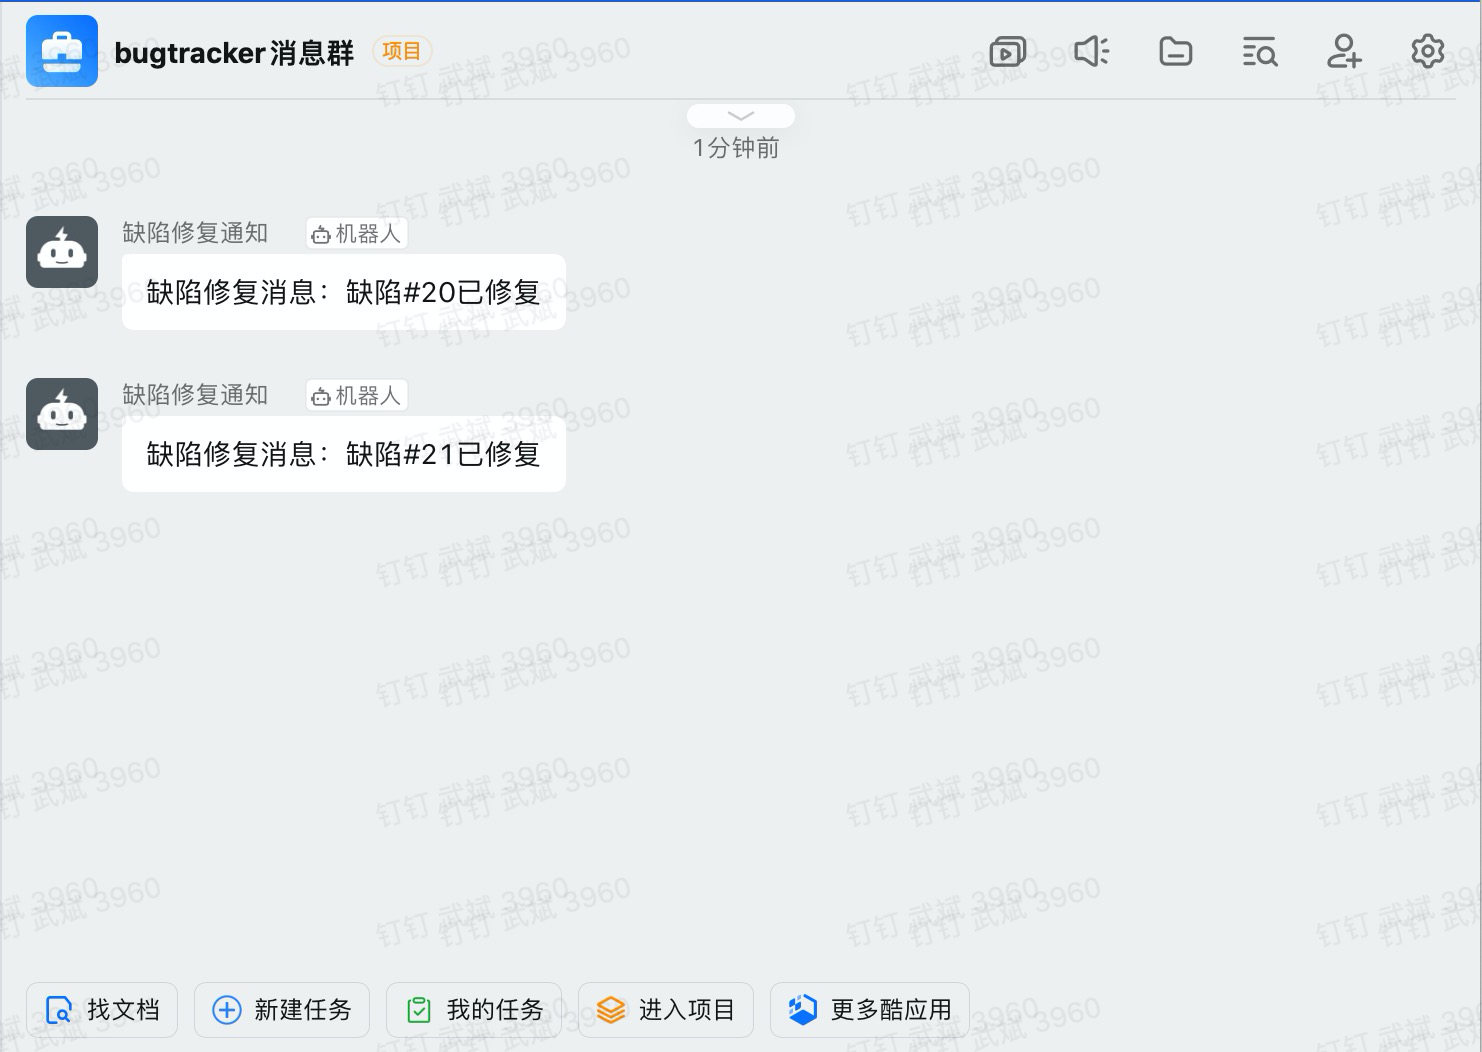 bugtracker消息群 项目
1分钟前
缺陷修复通知 机器人
缺陷修复消息：缺陷#20已修复
缺陷修复通知 机器人
缺陷修复消息：缺陷#21已修复
找文档 新建任务 我的任务 进入项目 更多酷应用
钉钉 武斌 3960